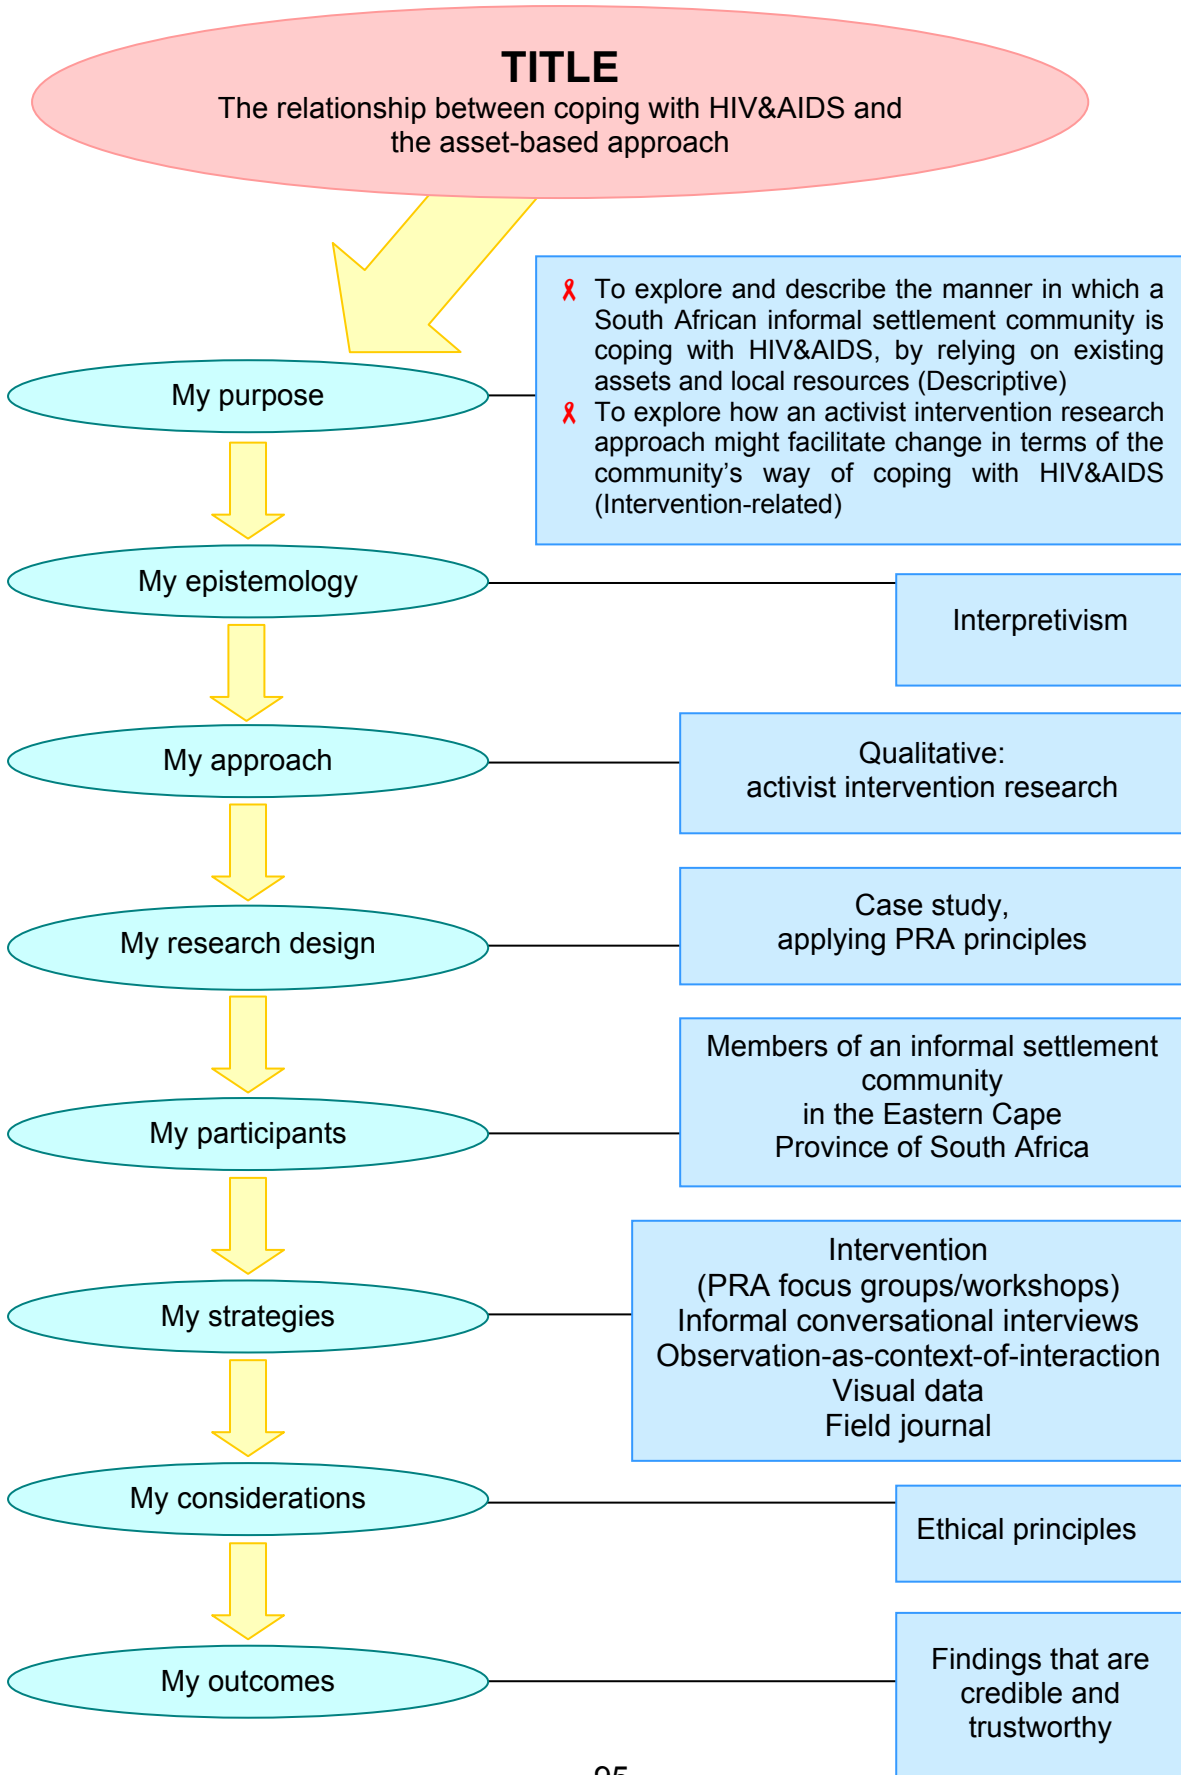 TITLE
The relationship between coping with HIV&AIDS and
the asset-based approach
To explore and describe the manner in which a
South African informal settlement community is
coping with HIV&AIDS, by relying on existing
assets and local resources (Descriptive)
To explore how an activist intervention research
approach might facilitate change in terms of the
community's way of coping with HIV&AIDS
(Intervention-related)
My purpose
My epistemology
Interpretivism
My approach
Qualitative:
activist intervention research
My research design
Case study,
applying PRA principles
My participants
Members of an informal settlement
community
in the Eastern Cape
Province of South Africa
My strategies
Intervention
(PRA focus groups/workshops)
Informal conversational interviews
Observation-as-context-of-interaction
Visual data
Field journal
My considerations
Ethical principles
My outcomes
Findings that are
credible and
trustworthy
95